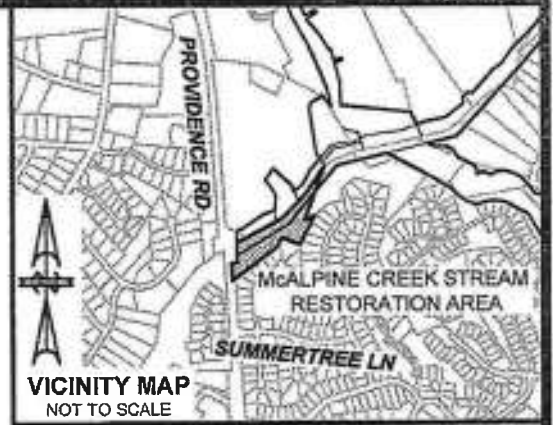 PROVIDENCE RD
McALPINE CREEK STREAM
RESTORATION AREA
SUMMERTREE LN
VICINITY MAP
NOT TO SCALE